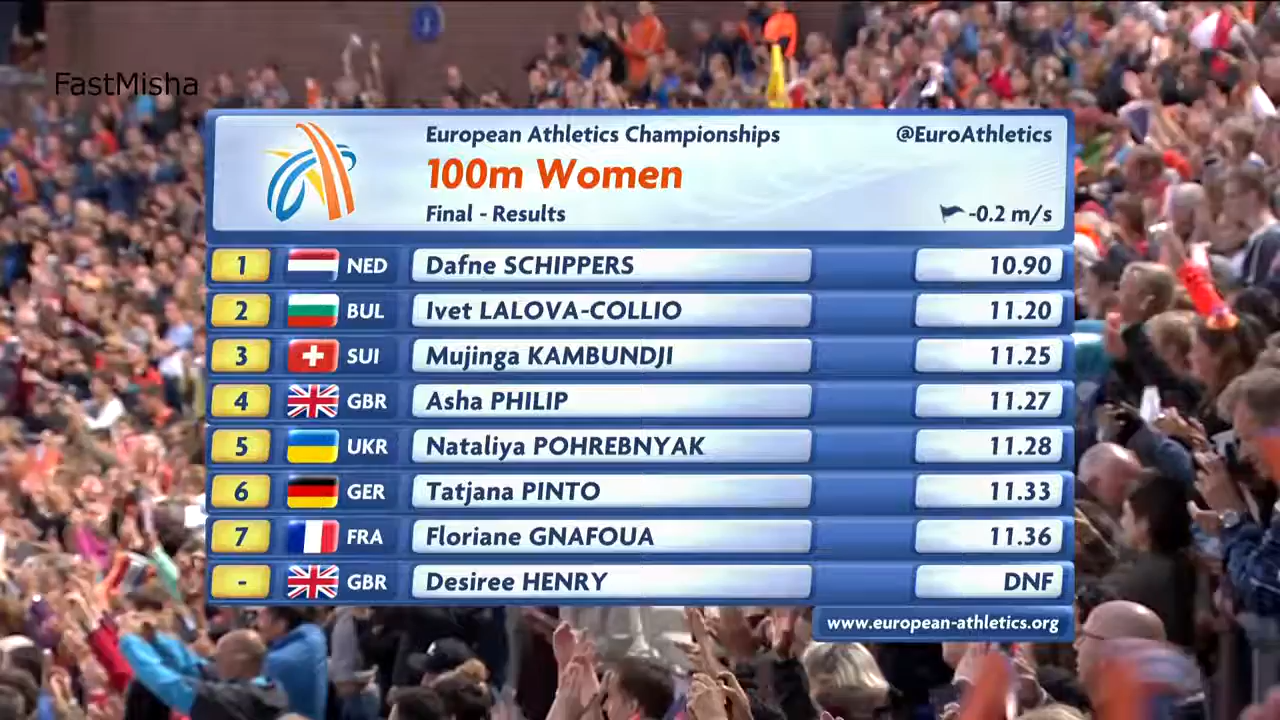 FastMisha
European Athletics Championships @EuroAthletics
100m Women
Final - Results -0.2 m/s
1 NED Dafne SCHIPPERS 10.90
2 BUL Ivet LALOVA-COLLIO 11.20
3 SUI Mujinga KAMBUNDJI 11.25
4 GBR Asha PHILIP 11.27
5 UKR Nataliya POHREBNYAK 11.28
6 GER Tatjana PINTO 11.33
7 FRA Floriane GNAFOUA 11.36
- GBR Desiree HENRY DNF
www.european-athletics.org